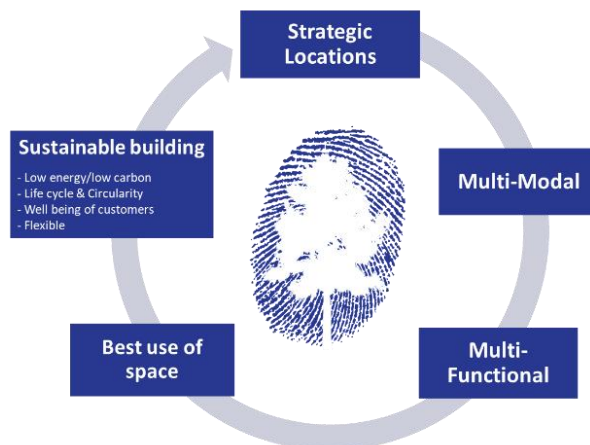 Strategic
Locations
Multi-Modal
Multi-
Functional
Best use of
space
Sustainable building
- Low energy/low carbon
- Life cycle & Circularity
- Well being of customers
- Flexible